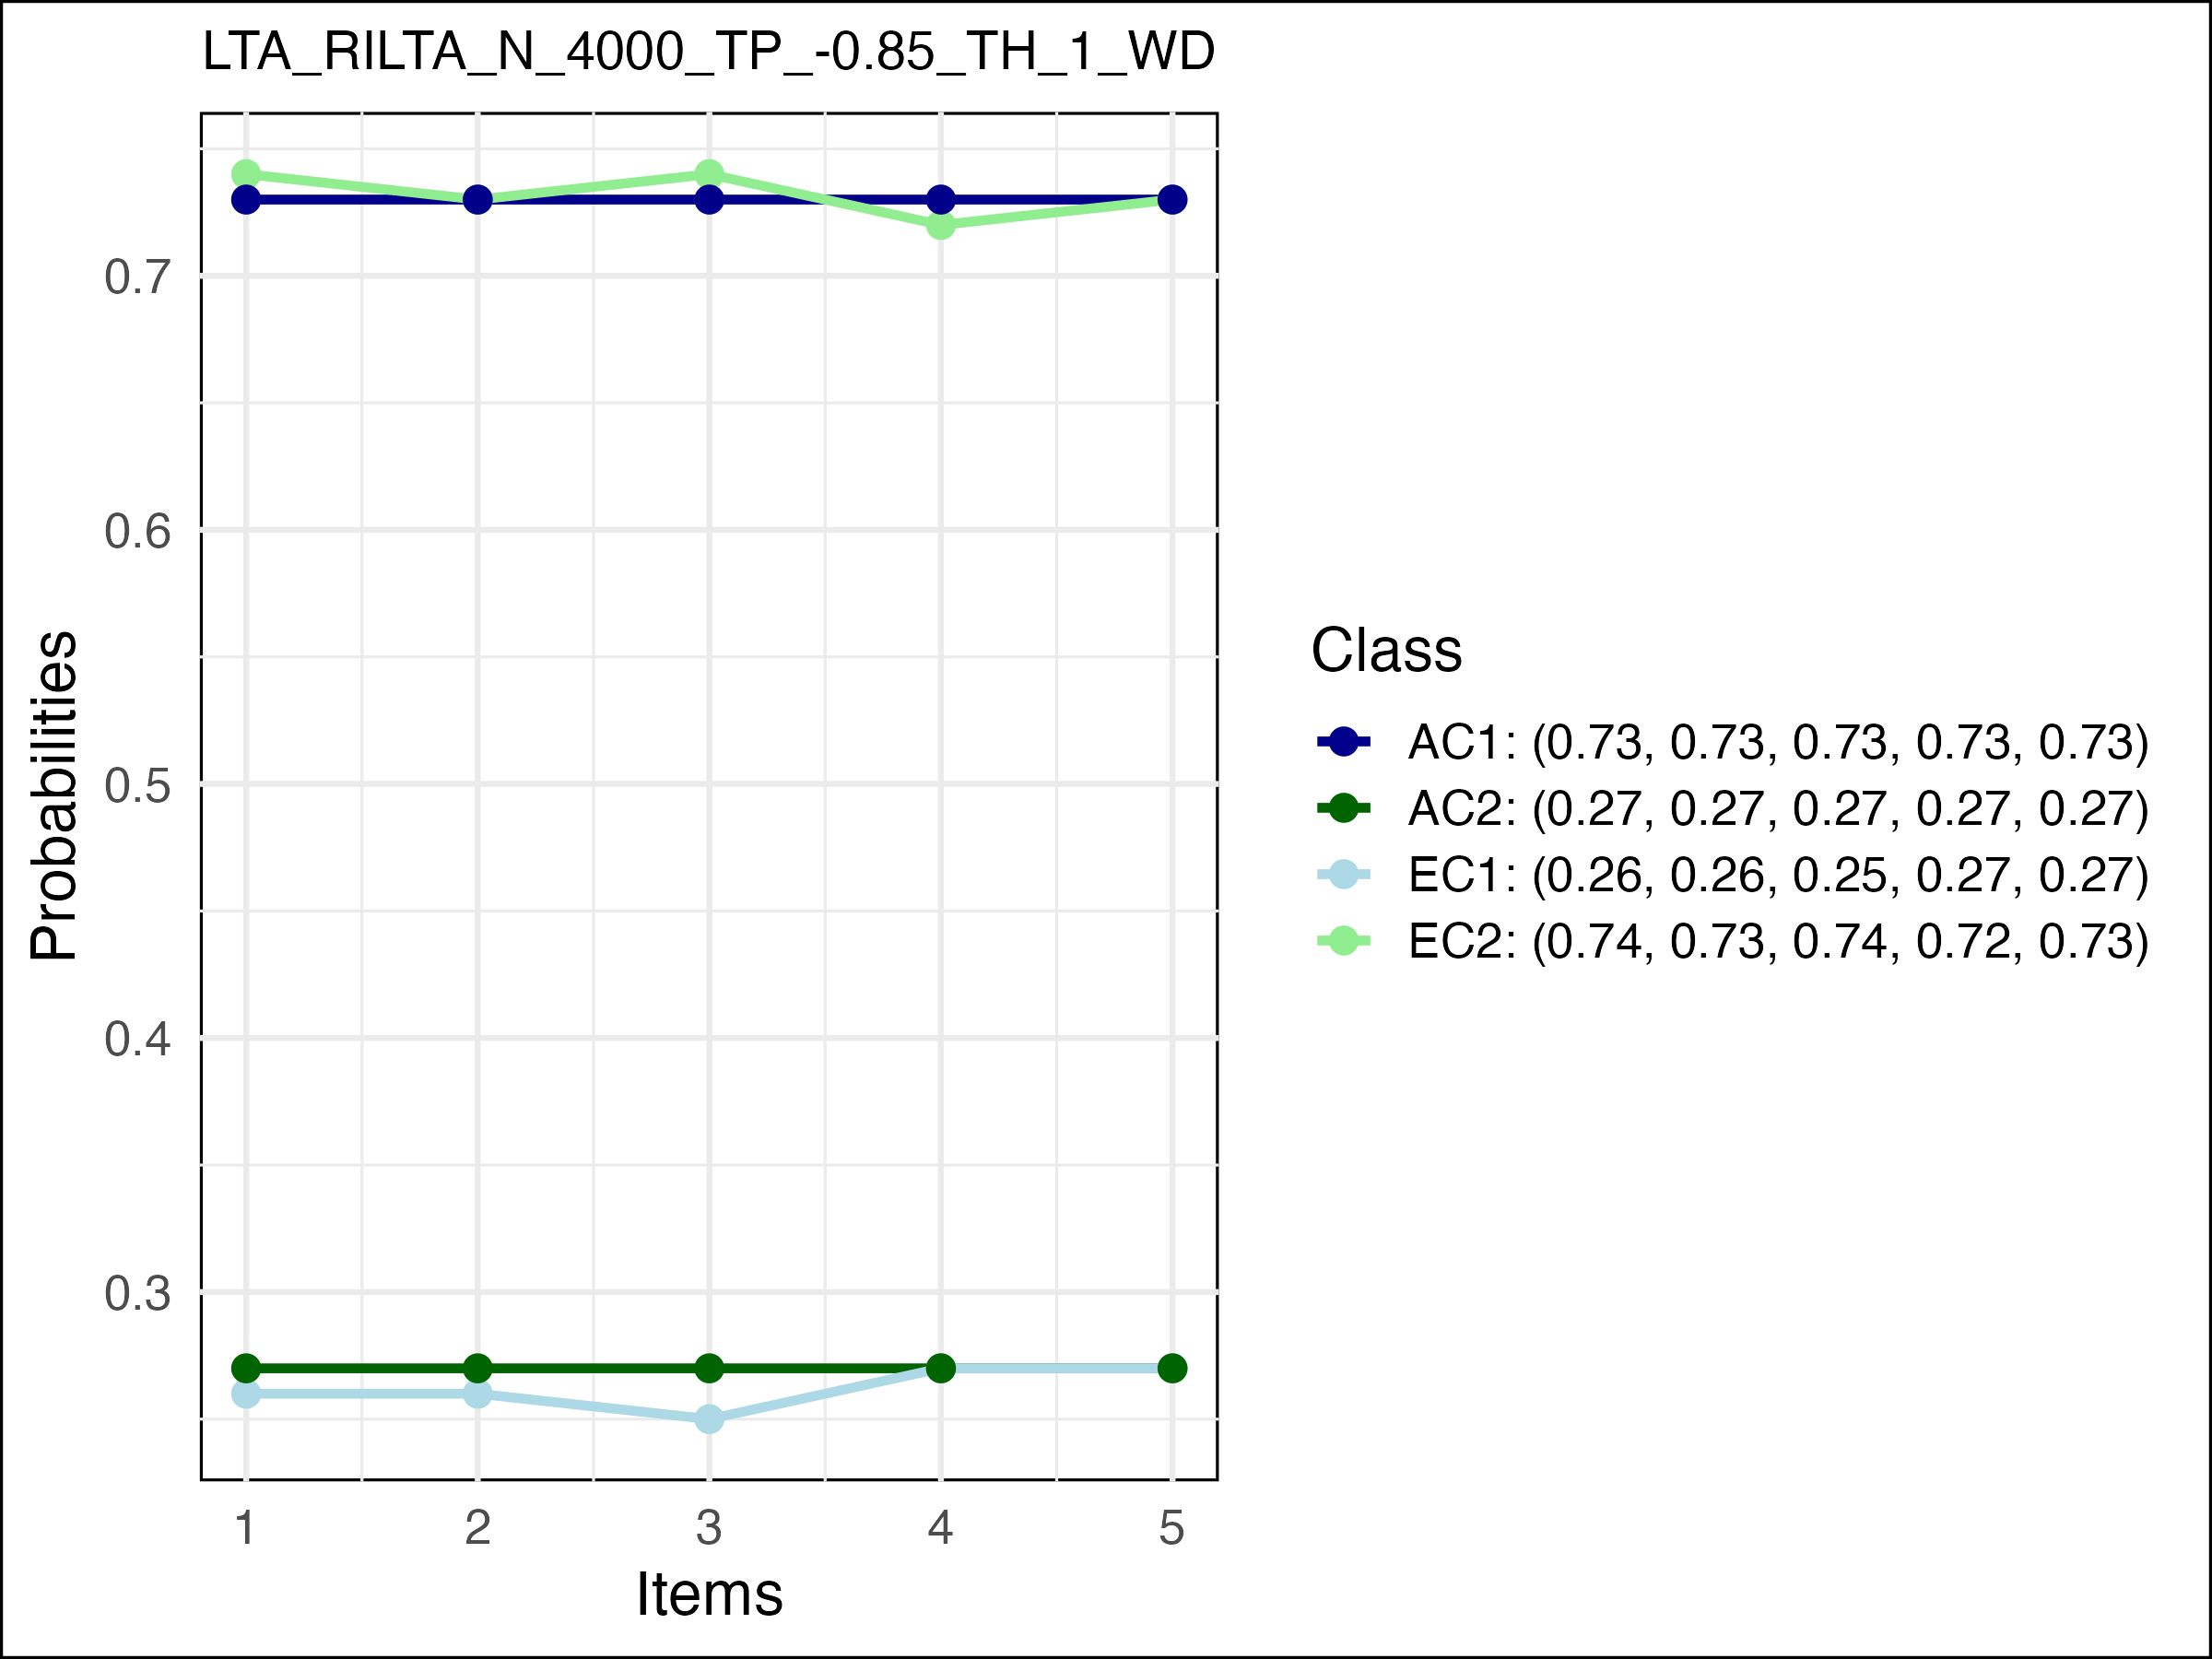 LTA_RILTA_N_4000_TP_-0.85_TH_1_WD
Probabilities
0.7
0.6
0.5
0.4
0.3
1 2 3 4 5
Items
Class
AC1: (0.73, 0.73, 0.73, 0.73, 0.73)
AC2: (0.27, 0.27, 0.27, 0.27, 0.27)
EC1: (0.26, 0.26, 0.25, 0.27, 0.27)
EC2: (0.74, 0.73, 0.74, 0.72, 0.73)